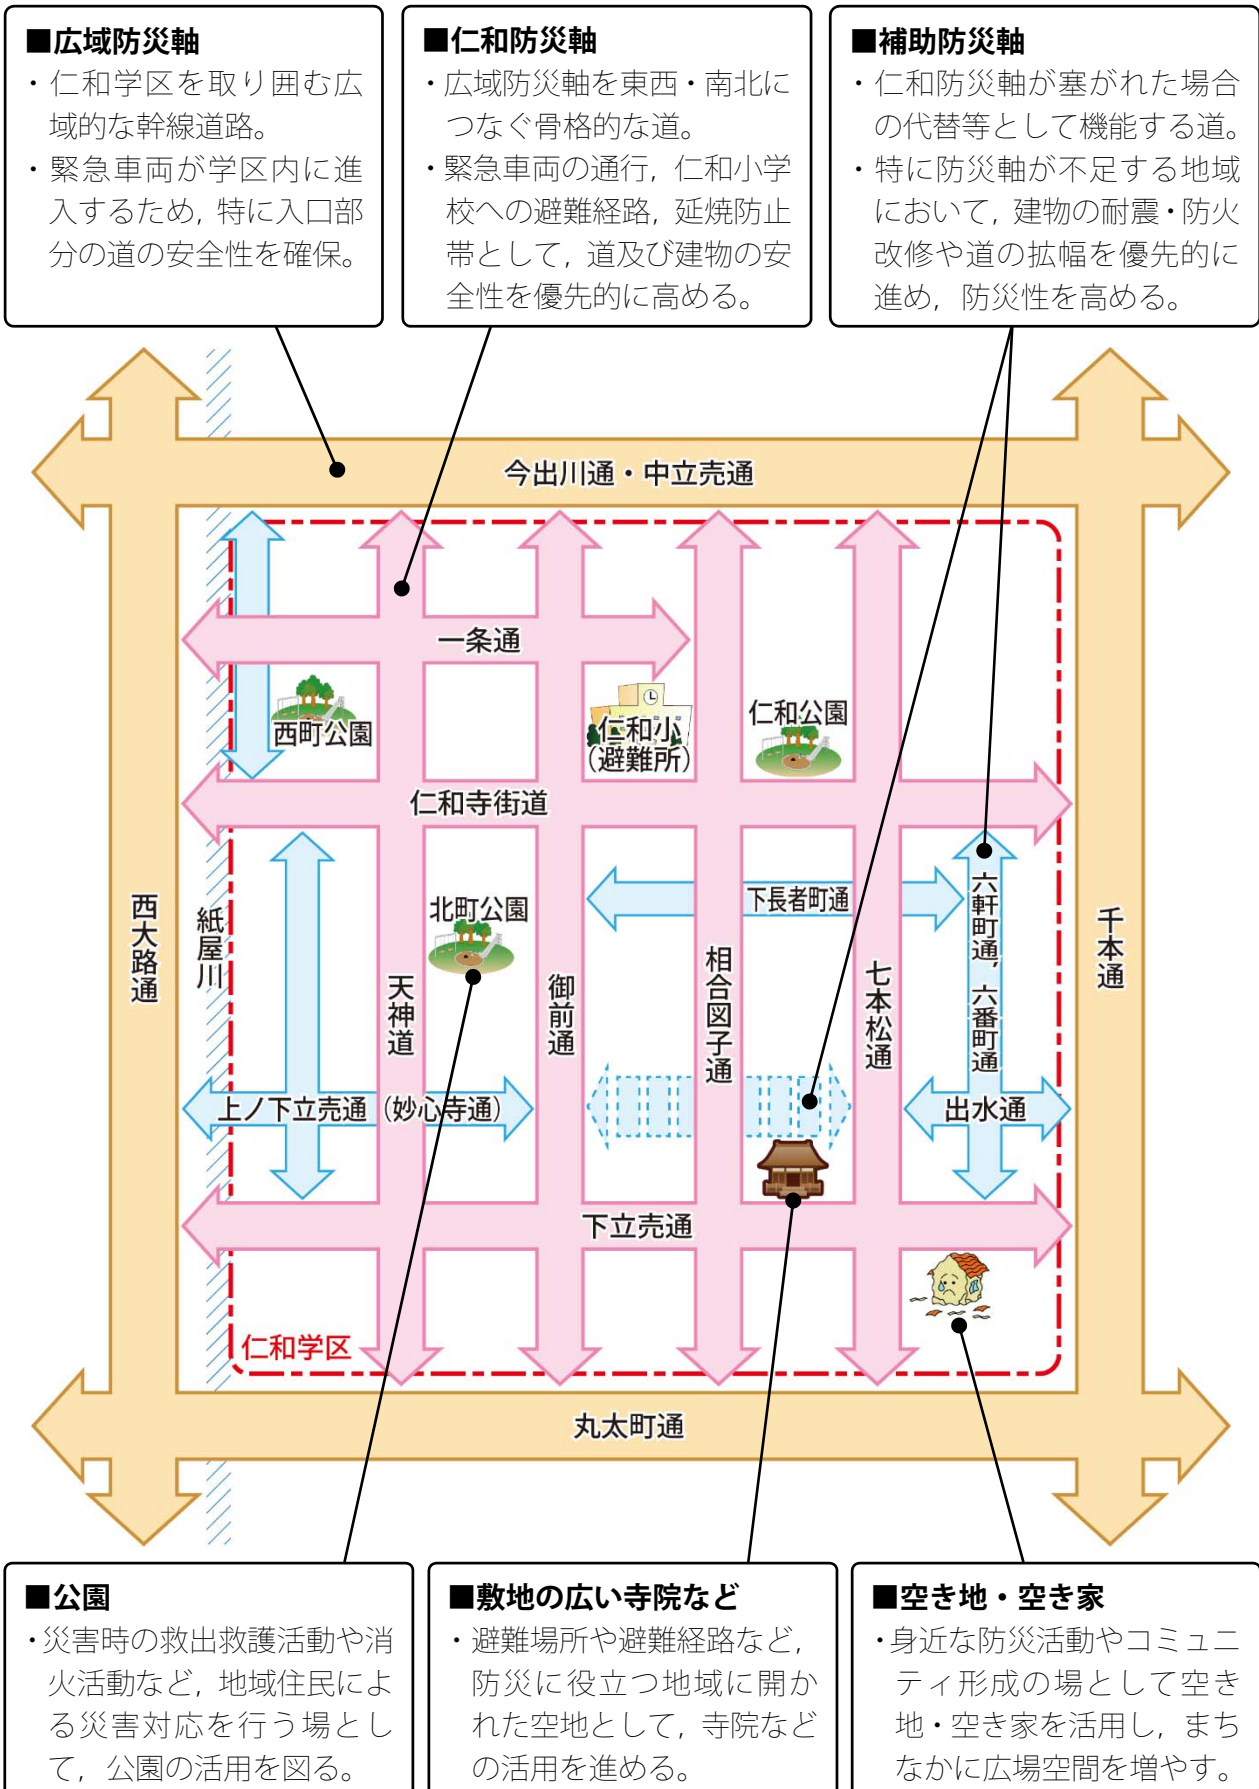 ■広域防災軸
・仁和学区を取り囲む広
域的な幹線道路。
・緊急車両が学区内に進
入するため，特に入口部
分の道の安全性を確保。
■仁和防災軸
・広域防災軸を東西・南北に
つなぐ骨格的な道。
・緊急車両の通行，仁和小学
校への避難経路，延焼防止
帯として，道及び建物の安
全性を優先的に高める。
■補助防災軸
・仁和防災軸が塞がれた場合
の代替等として機能する道。
・特に防災軸が不足する地域
において，建物の耐震・防火
改修や道の拡幅を優先的に
進め，防災性を高める。
今出川通・中立売通
一条通
西町公園
仁和小
（避難所）
仁和公園
仁和寺街道
西大路通
紙屋川
北町公園
天神道
御前通
下長者町通
相合図子通
七本松通
六軒町通，六番町通
千本通
上ノ下立売通（妙心寺通）
出水通
下立売通
仁和学区
丸太町通
■公園
・災害時の救出救護活動や消
火活動など，地域住民によ
る災害対応を行う場とし
て，公園の活用を図る。
■敷地の広い寺院など
・避難場所や避難経路など，
防災に役立つ地域に開か
れた空地として，寺院など
の活用を進める。
■空き地・空き家
・身近な防災活動やコミュニ
ティ形成の場として空き
地・空き家を活用し，まち
なかに広場空間を増やす。